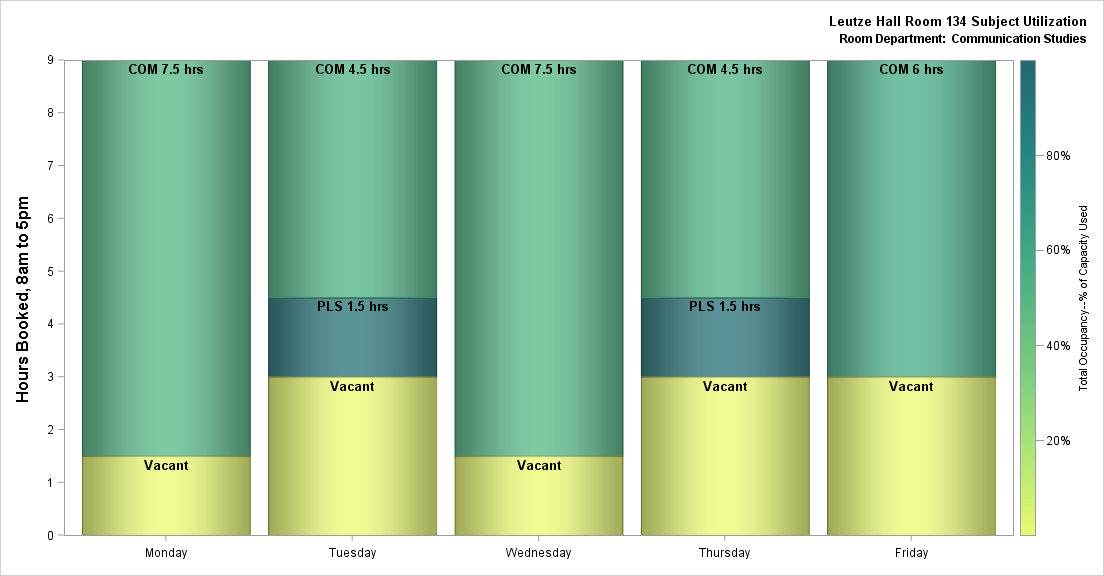 Leutze Hall Room 134 Subject Utilization
Room Department: Communication Studies
Hours Booked, 8am to 5pm
9
8
7
6
5
4
3
2
1
0
COM 7.5 hrs
Vacant
COM 4.5 hrs
PLS 1.5 hrs
Vacant
COM 7.5 hrs
Vacant
COM 4.5 hrs
PLS 1.5 hrs
Vacant
COM 6 hrs
Vacant
Monday
Tuesday
Wednesday
Thursday
Friday
80%
60%
40%
20%
Total Occupancy--% of Capacity Used